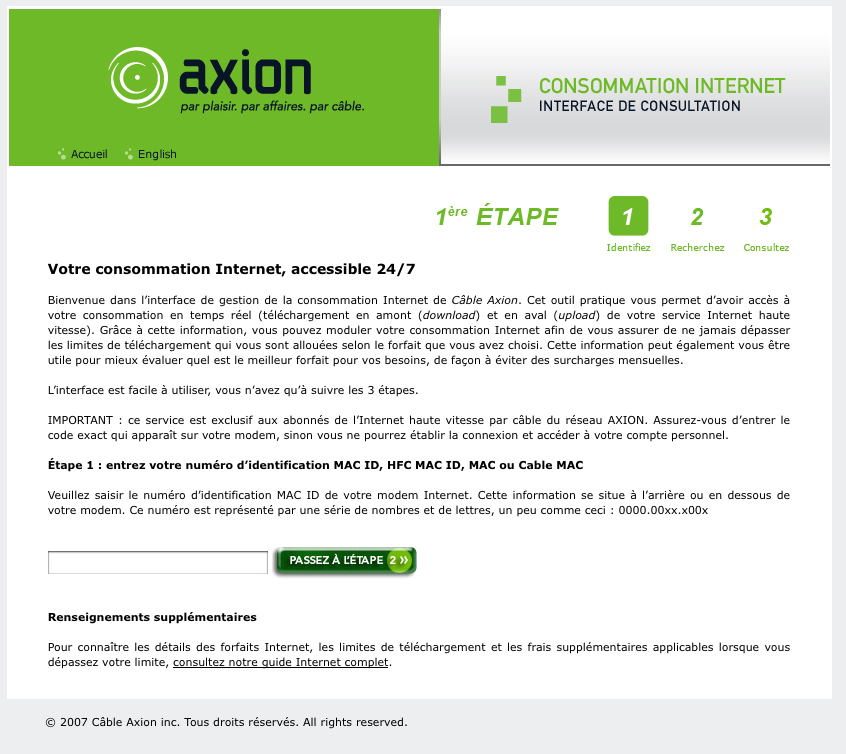 axion
par plaisir. par affaires. par câble.
CONSOMMATION INTERNET
INTERFACE DE CONSULTATION
Accueil English
1ère ÉTAPE 1 2 3
Identifiez Recherchez Consultez
Votre consommation Internet, accessible 24/7
Bienvenue dans l’interface de gestion de la consommation Internet de Câble Axion. Cet outil pratique vous permet d’avoir accès à
votre consommation en temps réel (téléchargement en amont (download) et en aval (upload) de votre service Internet haute
vitesse). Grâce à cette information, vous pouvez moduler votre consommation Internet afin de vous assurer de ne jamais dépasser
les limites de téléchargement qui vous sont allouées selon le forfait que vous avez choisi. Cette information peut également vous être
utile pour mieux évaluer quel est le meilleur forfait pour vos besoins, de façon à éviter des surcharges mensuelles.
L’interface est facile à utiliser, vous n’avez qu’à suivre les 3 étapes.
IMPORTANT : ce service est exclusif aux abonnés de l’Internet haute vitesse par câble du réseau AXION. Assurez-vous d’entrer le
code exact qui apparaît sur votre modem, sinon vous ne pourrez établir la connexion et accéder à votre compte personnel.
Étape 1 : entrez votre numéro d’identification MAC ID, HFC MAC ID, MAC ou Cable MAC
Veuillez saisir le numéro d’identification MAC ID de votre modem Internet. Cette information se situe à l’arrière ou en dessous de
votre modem. Ce numéro est représenté par une série de nombres et de lettres, un peu comme ceci : 0000.00xx.x00x
PASSEZ À L’ÉTAPE 2 »
Renseignements supplémentaires
Pour connaître les détails des forfaits Internet, les limites de téléchargement et les frais supplémentaires applicables lorsque vous
dépassez votre limite, consultez notre guide Internet complet.
© 2007 Câble Axion inc. Tous droits réservés. All rights reserved.